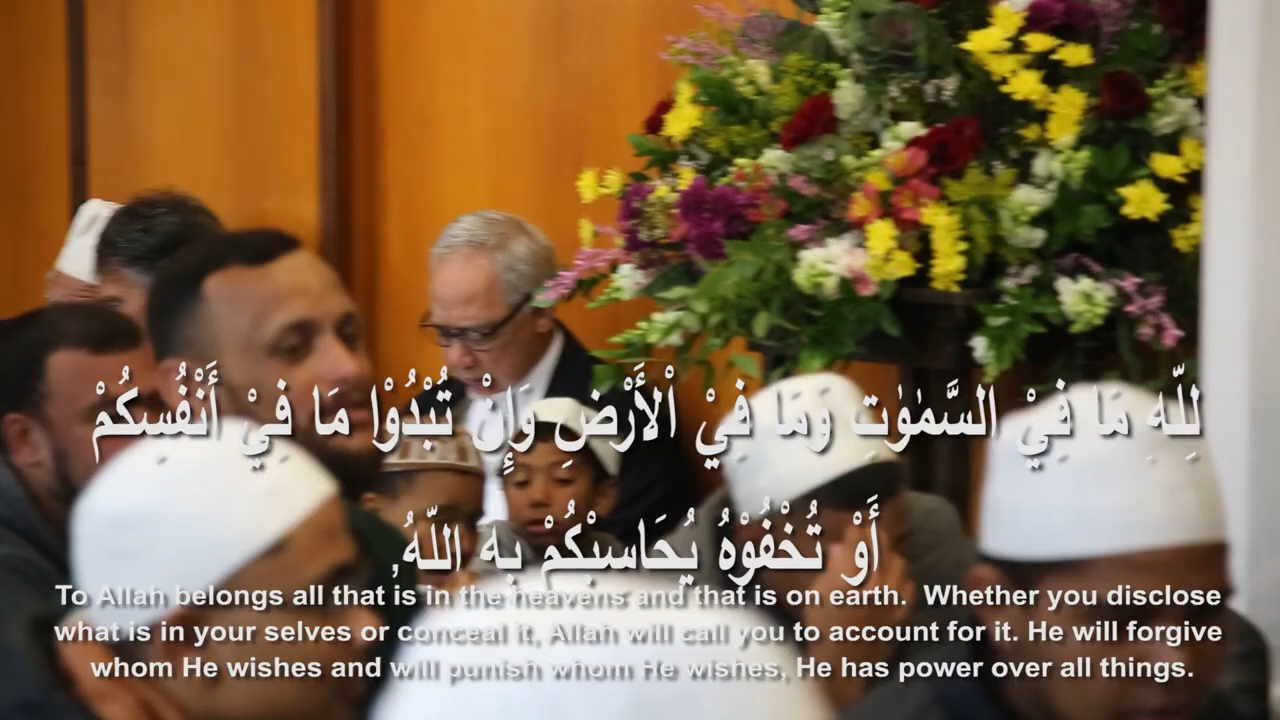 لِلّٰهِ مَا فِيْ السَّمٰوٰتِ وَمَا فِيْ الْأَرْضِ وَإِنْ تُبْدُوْا مَا فِيْ أَنْفُسِكُمْ
أَوْ تُخْفُوْهُ يُحَاسِبْكُمْ بِهِ اللّٰهُ,
To Allah belongs all that is in the heavens and that is on earth.  Whether you disclose
what is in your selves or conceal it, Allah will call you to account for it. He will forgive
whom He wishes and will punish whom He wishes, He has power over all things.